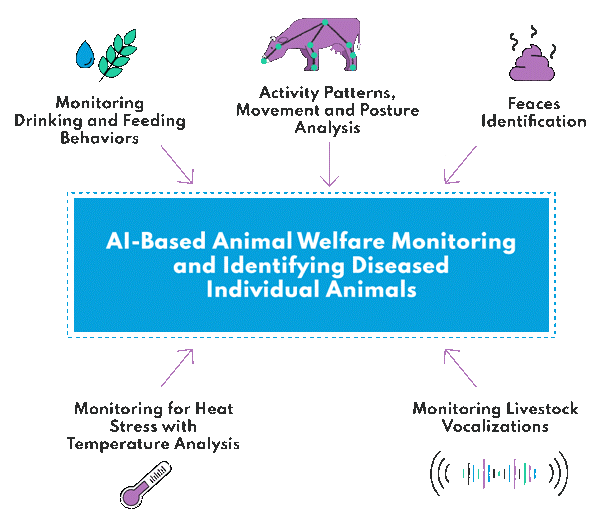 Monitoring
Drinking and Feeding
Behaviors
Activity Patterns,
Movement and Posture
Analysis
Feaces
Identification
AI-Based Animal Welfare Monitoring
and Identifying Diseased
Individual Animals
Monitoring for Heat
Stress with
Temperature Analysis
Monitoring Livestock
Vocalizations